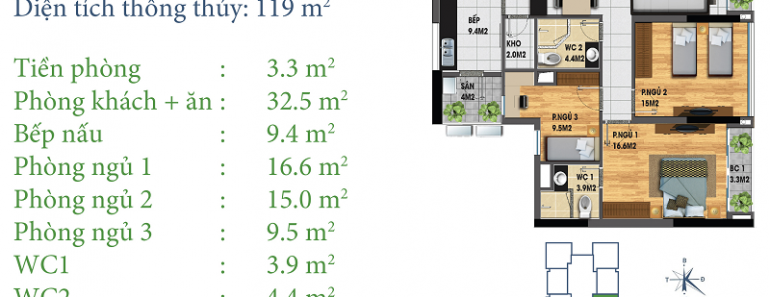 Diện tích thông thủy: 119 m²
Tiền phòng : 3.3 m²
Phòng khách + ăn : 32.5 m²
Bếp nấu : 9.4 m²
Phòng ngủ 1 : 16.6 m²
Phòng ngủ 2 : 15.0 m²
Phòng ngủ 3 : 9.5 m²
WC1 : 3.9 m²
WC2 : 4.4 m²
BẾP
9.4M2
KHO
2.0M2
WC 2
4.4M2
SÂN
4M2
P.NGỦ 2
15M2
P.NGỦ 3
9.5M2
P.NGỦ 1
16.6M2
WC 1
3.9M2
BC 1
3.3M2
B
T
Đ